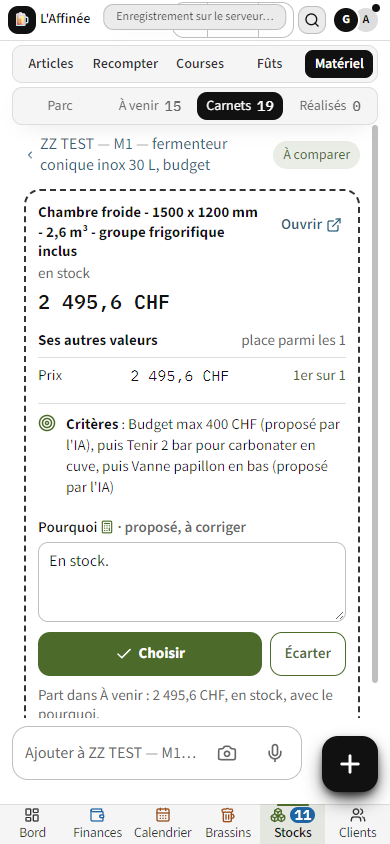 L'Affinée
Enregistrement sur le serveur…
G
A
Articles
Recompter
Courses
Fûts
Matériel
Parc
À venir 15
Carnets 19
Réalisés 0
ZZ TEST — M1 — fermenteur
conique inox 30 L, budget
À comparer
Chambre froide - 1500 x 1200 mm
- 2,6 m³ - groupe frigorifique
inclus
Ouvrir
en stock
2 495,6 CHF
Ses autres valeurs
place parmi les 1
Prix
2 495,6 CHF
1er sur 1
Critères : Budget max 400 CHF (proposé par
l'IA), puis Tenir 2 bar pour carbonater en
cuve, puis Vanne papillon en bas (proposé
par l'IA)
Pourquoi · proposé, à corriger
En stock.
Choisir
Écarter
Part dans À venir : 2 495,6 CHF, en stock, avec le
pourquoi.
Ajouter à ZZ TEST — M1…
Bord
Finances
Calendrier
Brassins
11
Stocks
Clients